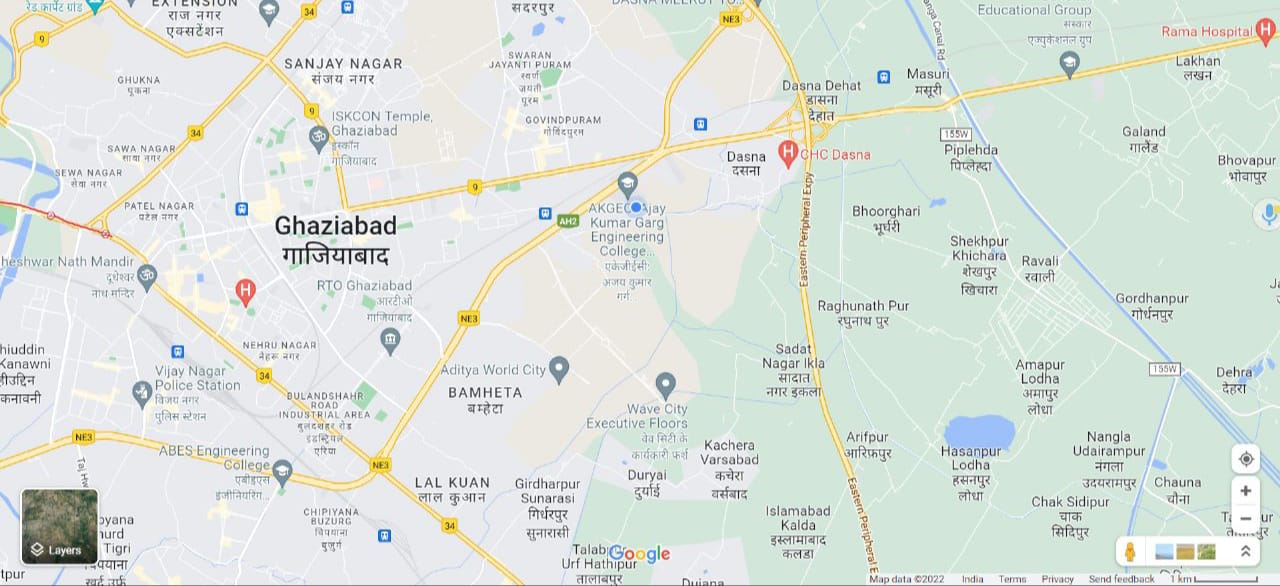 रेड कार्पेट ग्रांड
EXTENSION
राज नगर
एक्सटेंशन
34
9
SANJAY NAGAR
संजय नगर
GHUKNA
घूकना
9
ISKCON Temple,
Ghaziabad
इस्कॉन
गाजियाबाद
34
SAWA NAGAR
सावा नगर
SEWA NAGAR
सेवा नगर
PATEL NAGAR
पटेल नगर
सदरपुर
SWARAN
JAYANTI PURAM
स्वर्ण
जयंती
पुरम
GOVINDPURAM
गोविंदपुरम
DASNA MEERUT TO...
NE3
9
Ghaziabad
गाजियाबाद
AH2
AKGEC Ajay
Kumar Garg
Engineering
College...
एकेजीईसी:
अजय कुमार
गर्ग...
heshwar Nath Mandir
दूधेश्वर
नाथ मन्दिर
H
RTO Ghaziabad
आरटीओ
गाजियाबाद
NE3
NEHRU NAGAR
नेहरू नगर
hiuddin
Kanawni
हीउद्दिन
कनावनी
Vijay Nagar
Police Station
विजय नगर
पुलिस स्टेशन
34
BULANDSHAHR
ROAD
INDUSTRIAL AREA
बुलंदशहर रोड
इंडस्ट्रियल
एरिया
Aditya World City
BAMHETA
बम्हेटा
Wave City
Executive Floors
वेव सिटी के
कार्यकारी फर्श
NE3
ABES Engineering
College
एबीइएस
इंजीनियरिंग...
NE3
LAL KUAN
लाल कुआन
34
CHIPIYANA
BUZURG
चिपयाना
बुजुर्ग
Girdharpur
Sunarasi
गिर्धरपुर
सुनारासी
Duryai
दुर्याई
Kachera
Varsabad
कचेरा
वर्सबाद
Urf Hathipur
तालाबपुर
Dujana
Islamabad
Kalda
इस्लामाबाद
कलडा
Dasna Dehat
डासना
देहात
Dasna
दसना
H
CHC Dasna
Masuri
मसूरी
Educational Group
संस्कार
एज्युकेशनल ग्रुप
Rama Hospital
H
Lakhan
लखन
155W
Piplehda
पिप्लेह्दा
Galand
गालैंड
Bhovapur
भोवापुर
Bhoorghari
भूर्घरी
Eastern Peripheral Expy
Shekhpur
Khichara
शेखपुर
खिचारा
Ravali
रवाली
Raghunath Pur
रघुनाथ पुर
Gordhanpur
गोर्धनपुर
Sadat
Nagar Ikla
सादात
नगर इकला
Amapur
Lodha
अमापुर
लोधा
155W
Dehra
देहरा
Arifpur
आरिफ़पुर
Hasanpur
Lodha
हसनपुर
लोधा
Nangla
Udairampur
नंगला
उदयरामपुर
Chauna
चौना
Chak Sidipur
चाक
सिदिपुर
Layers
Google
Map data ©2022 India Terms Privacy Send feedback 1 km